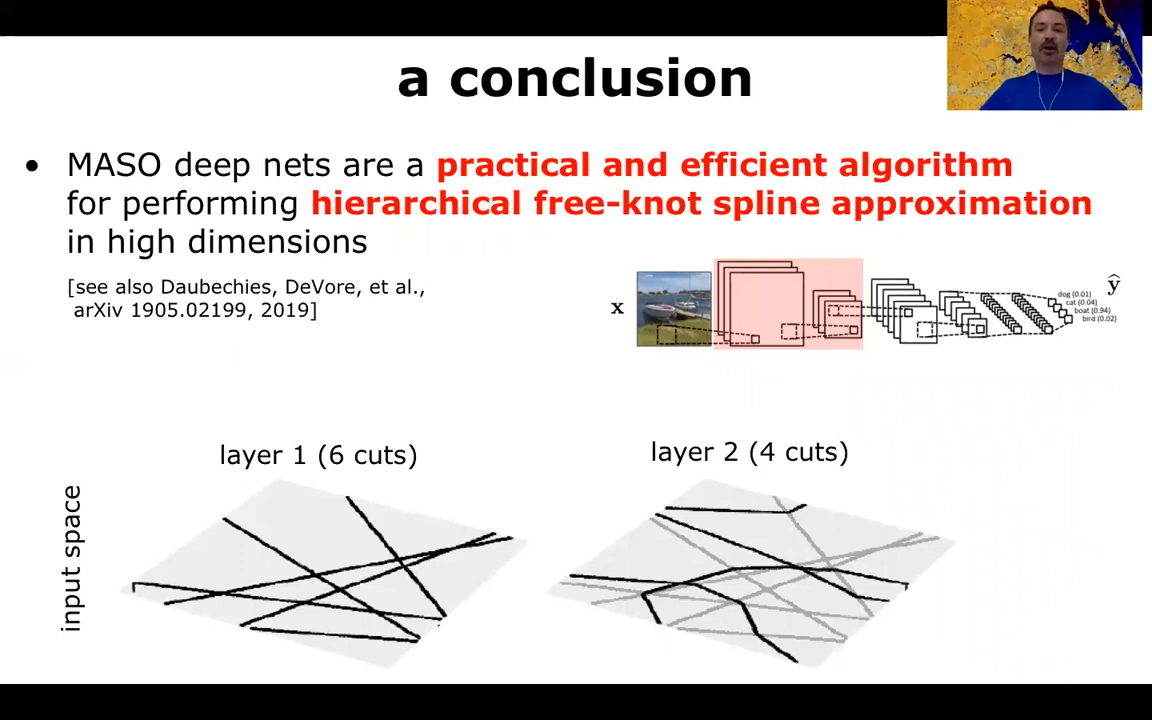 a conclusion
• MASO deep nets are a practical and efficient algorithm
for performing hierarchical free-knot spline approximation
in high dimensions
[see also Daubechies, DeVore, et al.,
arXiv 1905.02199, 2019]
x
ŷ
dog (0.01)
cat (0.04)
boat (0.94)
bird (0.02)
layer 1 (6 cuts)
layer 2 (4 cuts)
input space